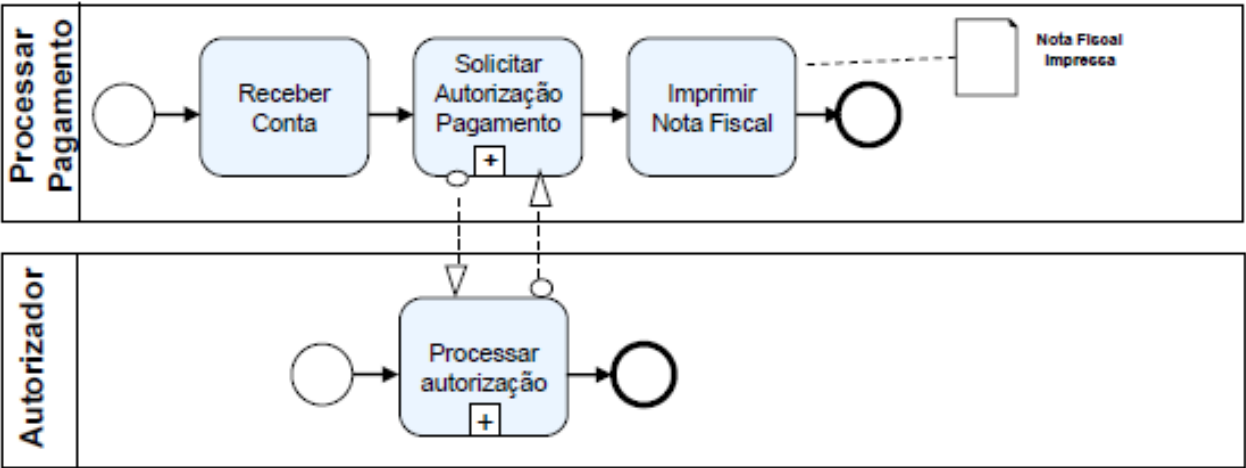 Processar
Pagamento
Receber
Conta
Solicitar
Autorização
Pagamento
+
Imprimir
Nota Fiscal
Nota Fiscal
Impressa
Autorizador
Processar
autorização
+